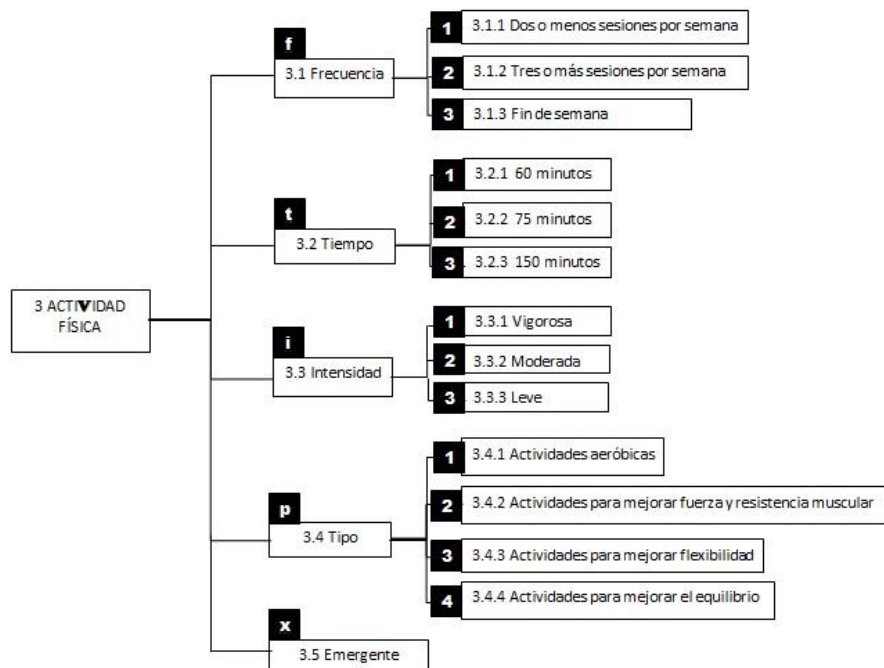 3 ACTIVIDAD
FÍSICA
f
3.1 Frecuencia
1
3.1.1 Dos o menos sesiones por semana
2
3.1.2 Tres o más sesiones por semana
3
3.1.3 Fin de semana
t
3.2 Tiempo
1
3.2.1 60 minutos
2
3.2.2 75 minutos
3
3.2.3 150 minutos
i
3.3 Intensidad
1
3.3.1 Vigorosa
2
3.3.2 Moderada
3
3.3.3 Leve
p
3.4 Tipo
1
3.4.1 Actividades aeróbicas
2
3.4.2 Actividades para mejorar fuerza y resistencia muscular
3
3.4.3 Actividades para mejorar flexibilidad
4
3.4.4 Actividades para mejorar el equilibrio
x
3.5 Emergente